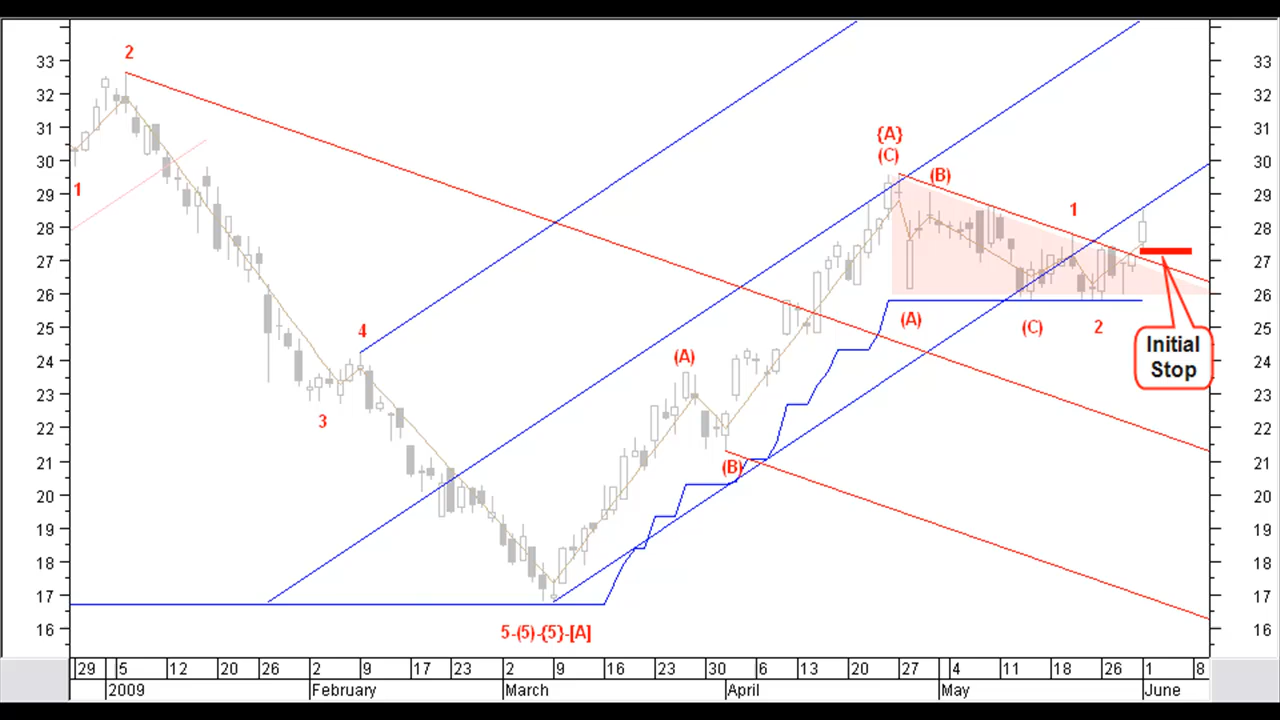 2
33 33
32 32
31 31
{A}
30 (C) 30
1 (B)
29 29
1
28 28
27 27
26 26
(A) (C) 2
25 4 25
Initial
Stop
24 (A) 24
23 23
3
22 22
21 (B) 21
20 20
19 19
18 18
17 17
16 5-(5)-{5}-[A] 16
29 5 12 20 26 2 9 17 23 2 9 16 23 30 6 13 20 27 4 11 18 26 1 8
2009 February March April May June